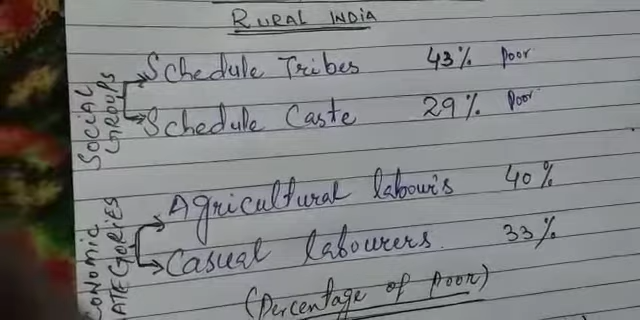 RURAL INDIA
SOCIAL GROUPS
Schedule Tribes 43% Poor
Schedule Caste 29% Poor
ECONOMIC CATEGORIES
Agricultural labour's 40%
Casual labourers. 33%
(Percentage of Poor)